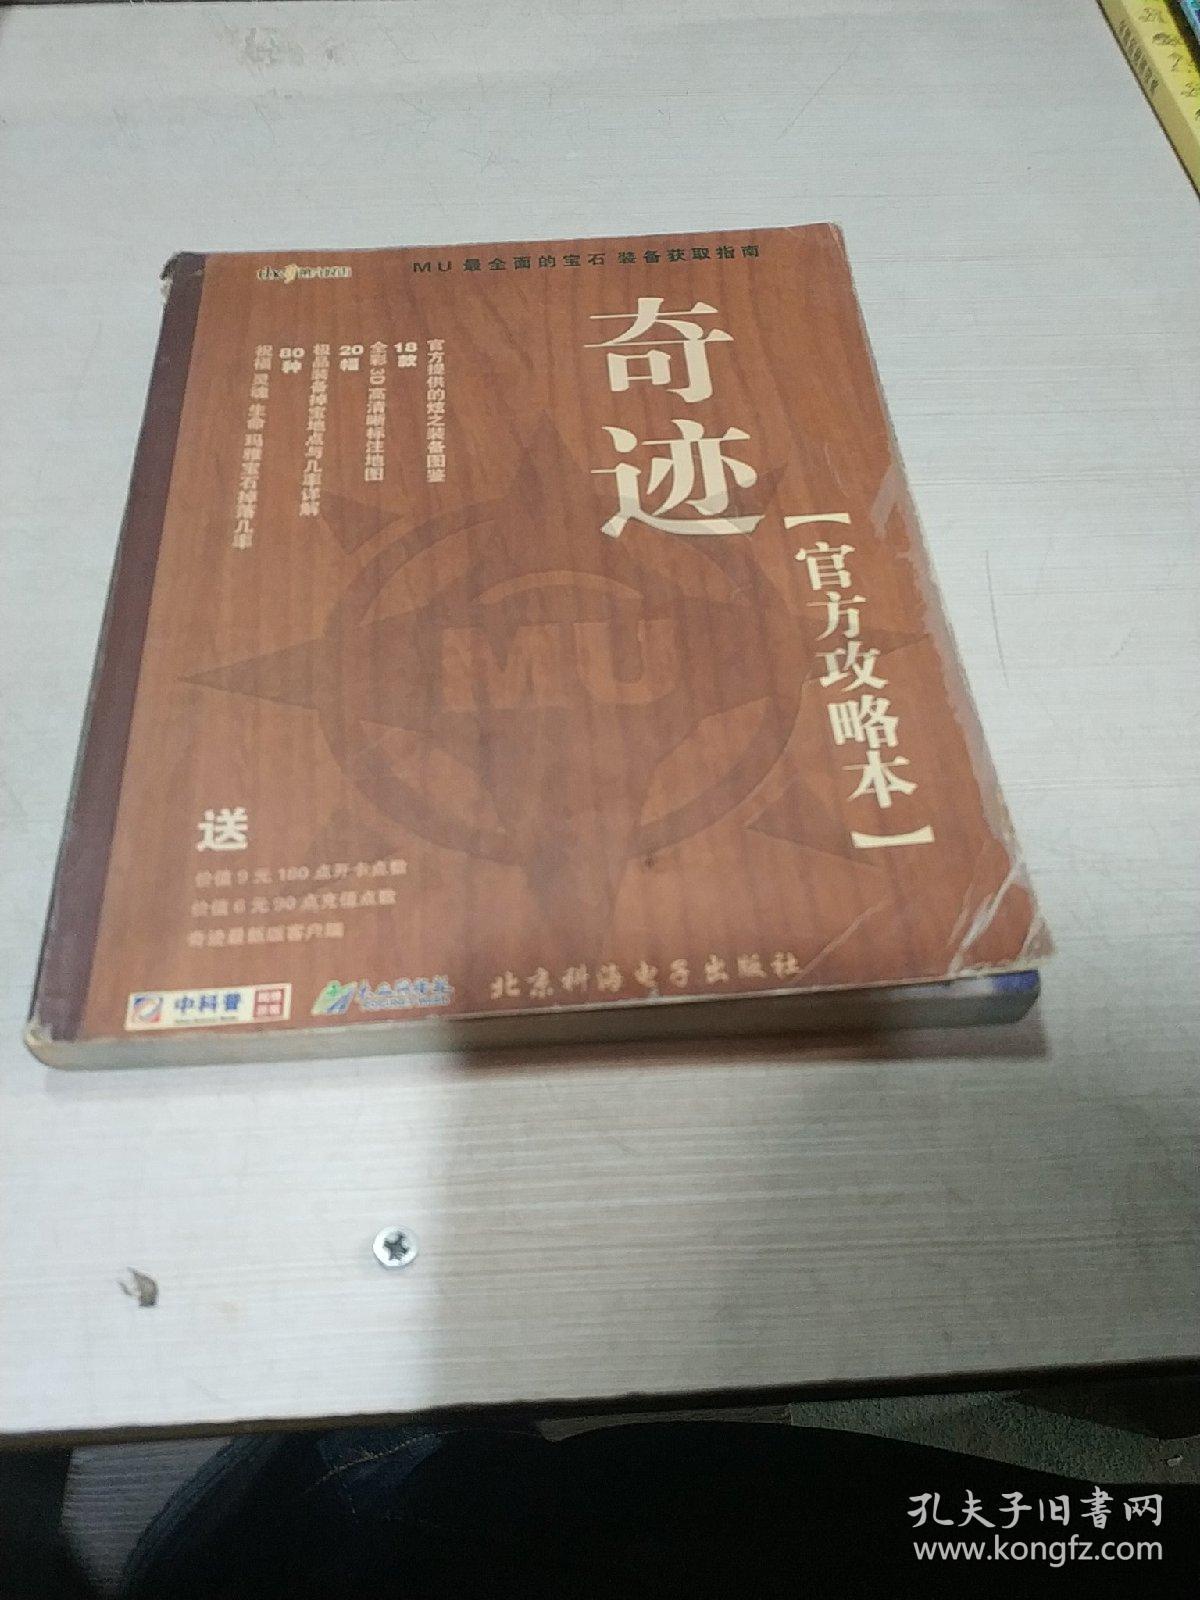 MU 最全面的宝石 装备获取指南
奇迹
【官方攻略本】
官方提供的炫之装备图鉴
18款
全彩3D高清晰标注地图
20幅
极品装备掉宝地点与几率详解
80种
祝福 灵魂 生命 玛雅宝石掉落几率
MU
送
价值9元180点开卡点数
价值6元90点充值点数
奇迹最新版客户端
中科普
北京科海电子出版社
孔夫子旧书网
www.kongfz.com